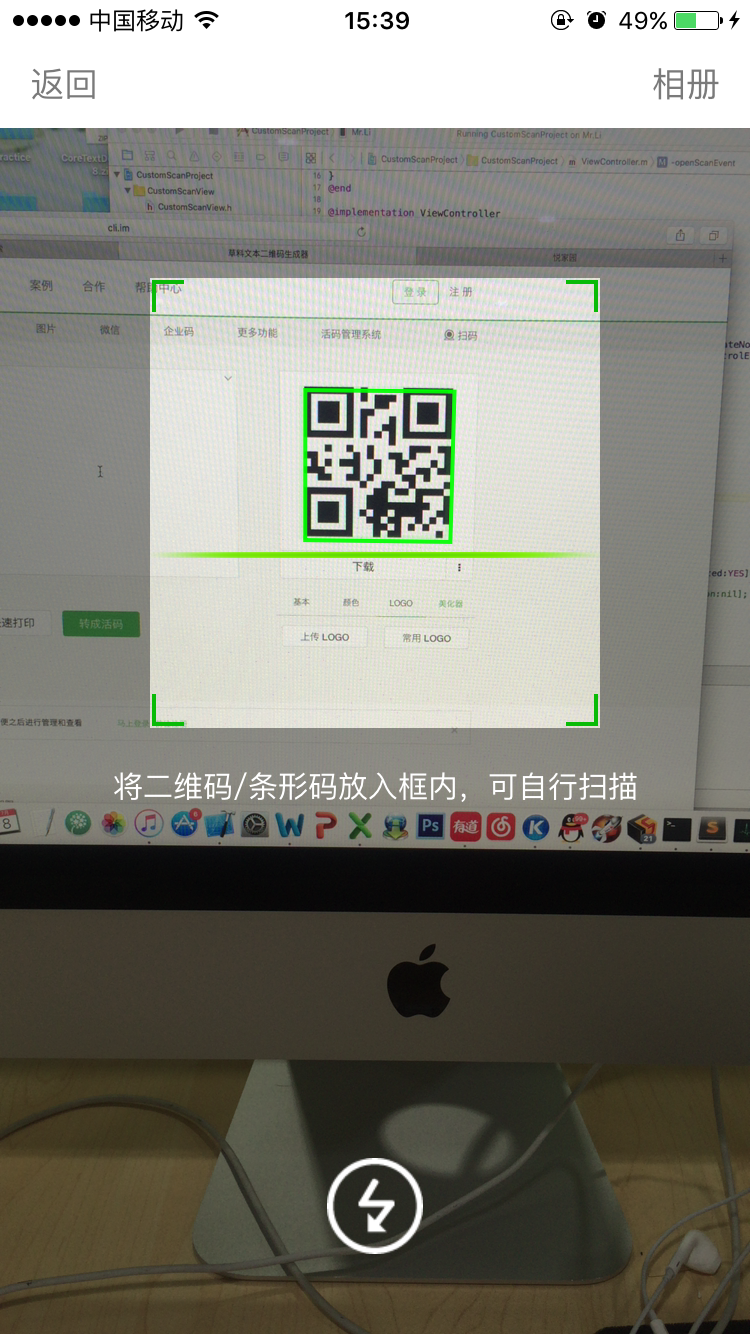 中国移动 15:39 49%
返回 相册
CustomScanProject Mr.Li Running CustomScanProject on Mr.Li
CustomScanProject CustomScanProject ViewController.m -openScanEvent
CustomScanProject
CustomScanView
CustomScanView.h
16 }
17 @end
18
19 @implementation ViewController
cli.im
草料文本二维码生成器 悦家园
案例 合作 帮助中心 登录 注册
图片 微信 企业码 更多功能 活码管理系统 扫码
下载
基本 颜色 LOGO 美化器
速打印 转成活码 上传 LOGO 常用 LOGO
便之后进行管理和查看
将二维码/条形码放入框内，可自行扫描
Ps 有道